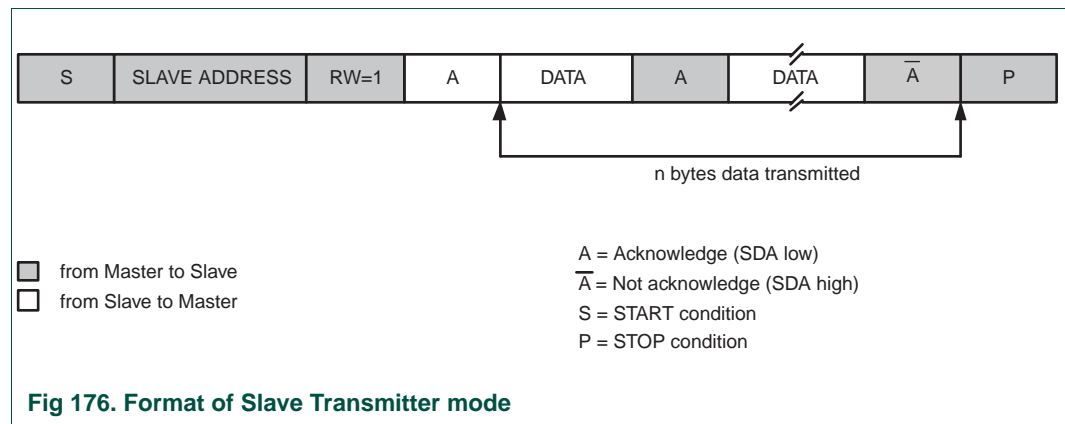 S SLAVE ADDRESS RW=1 A DATA A DATA A̅ P
n bytes data transmitted
from Master to Slave
from Slave to Master
A = Acknowledge (SDA low)
A̅ = Not acknowledge (SDA high)
S = START condition
P = STOP condition
Fig 176. Format of Slave Transmitter mode